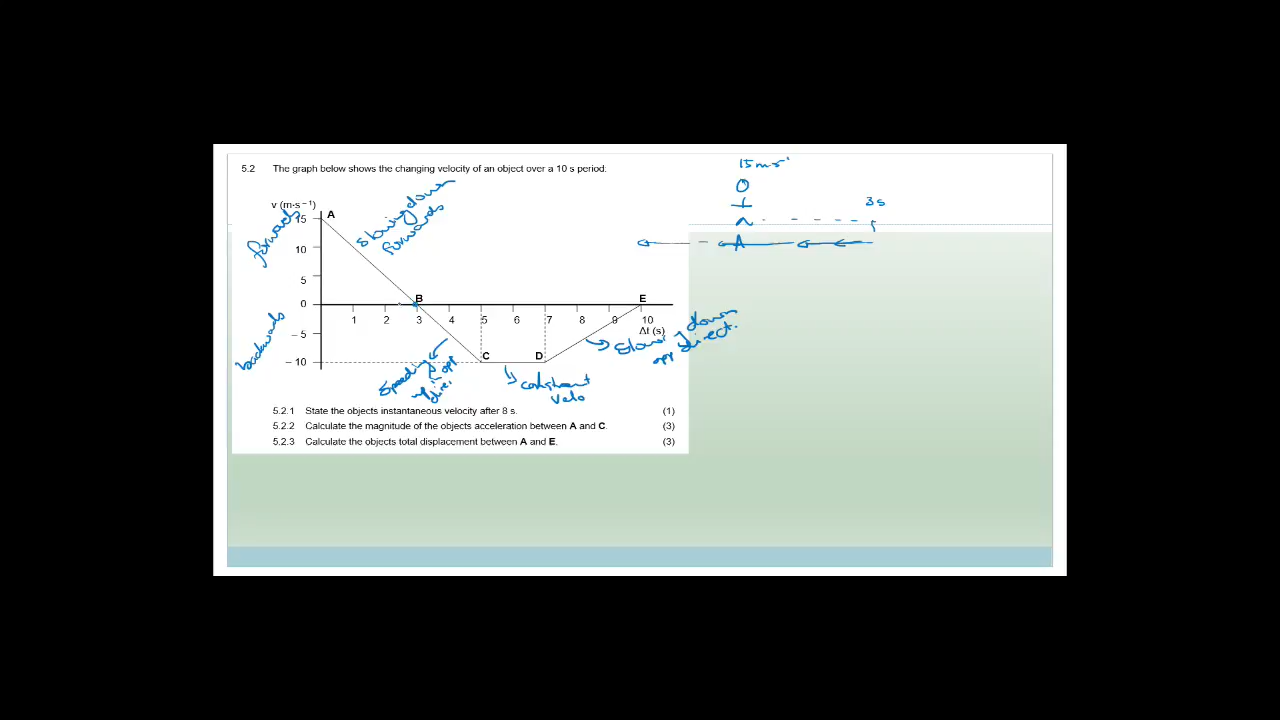 5.2 The graph below shows the changing velocity of an object over a 10 s period:
15 m·s⁻¹
v (m·s⁻¹)
A
15
10
5
0
– 5
– 10
forwards
backwards
slowing down
forwards
B
E
1 2 3 4 5 6 7 8 9 10
Δt (s)
C
D
opp
constant
velo
down
opp direct.
3s
A
5.2.1 State the objects instantaneous velocity after 8 s. (1)
5.2.2 Calculate the magnitude of the objects acceleration between A and C. (3)
5.2.3 Calculate the objects total displacement between A and E. (3)